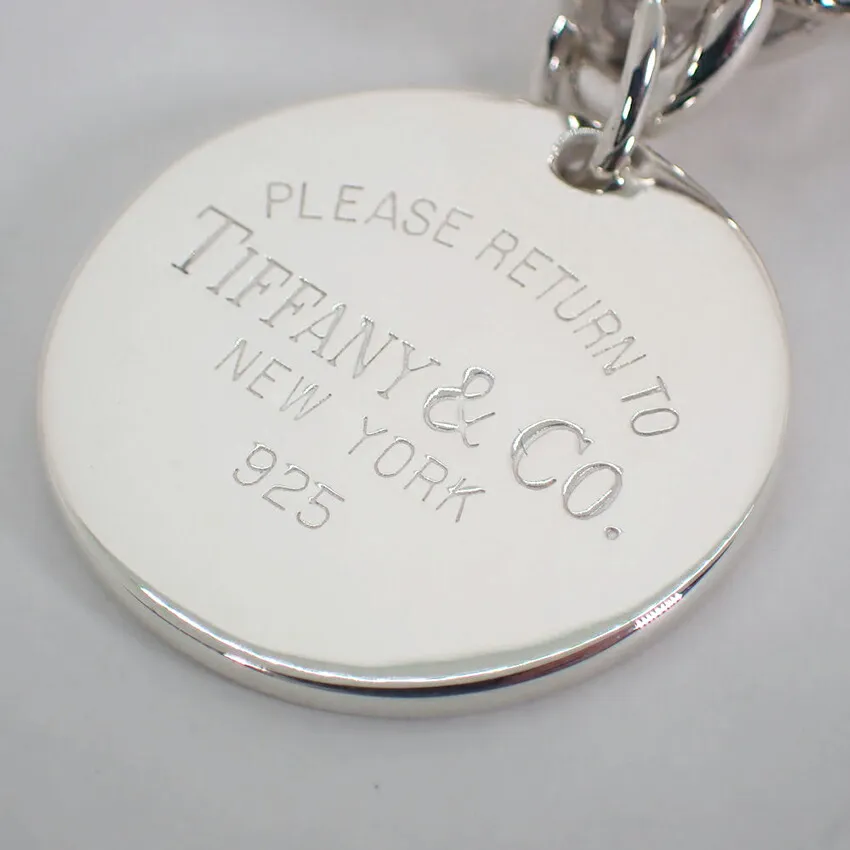 PLEASE RETURN TO
TIFFANY & CO.
NEW YORK
925